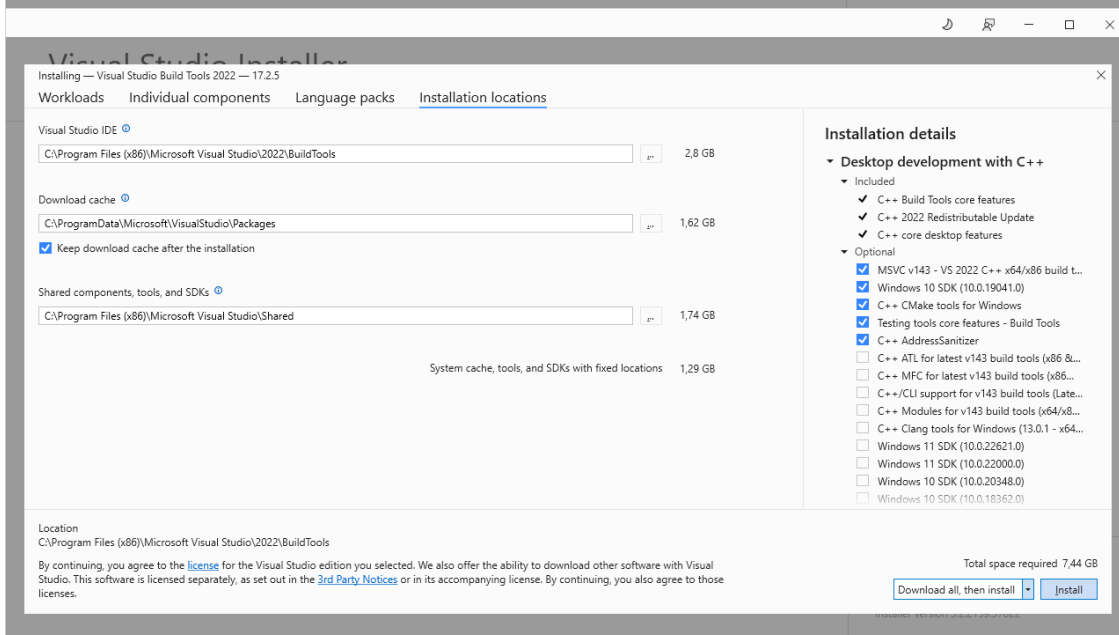 Visual Studio Installer
Installing — Visual Studio Build Tools 2022 — 17.2.5
Workloads Individual components Language packs Installation locations
Visual Studio IDE
C:\Program Files (x86)\Microsoft Visual Studio\2022\BuildTools ... 2,8 GB
Download cache
C:\ProgramData\Microsoft\VisualStudio\Packages ... 1,62 GB
Keep download cache after the installation
Shared components, tools, and SDKs
C:\Program Files (x86)\Microsoft Visual Studio\Shared ... 1,74 GB
System cache, tools, and SDKs with fixed locations 1,29 GB
Installation details
Desktop development with C++
Included
C++ Build Tools core features
C++ 2022 Redistributable Update
C++ core desktop features
Optional
MSVC v143 - VS 2022 C++ x64/x86 build t...
Windows 10 SDK (10.0.19041.0)
C++ CMake tools for Windows
Testing tools core features - Build Tools
C++ AddressSanitizer
C++ ATL for latest v143 build tools (x86 &...
C++ MFC for latest v143 build tools (x86...
C++/CLI support for v143 build tools (Late...
C++ Modules for v143 build tools (x64/x8...
C++ Clang tools for Windows (13.0.1 - x64...
Windows 11 SDK (10.0.22621.0)
Windows 11 SDK (10.0.22000.0)
Windows 10 SDK (10.0.20348.0)
Windows 10 SDK (10.0.18362.0)
Location
C:\Program Files (x86)\Microsoft Visual Studio\2022\BuildTools
By continuing, you agree to the license for the Visual Studio edition you selected. We also offer the ability to download other software with Visual
Studio. This software is licensed separately, as set out in the 3rd Party Notices or in its accompanying license. By continuing, you also agree to those
licenses.
Total space required 7,44 GB
Download all, then install Install